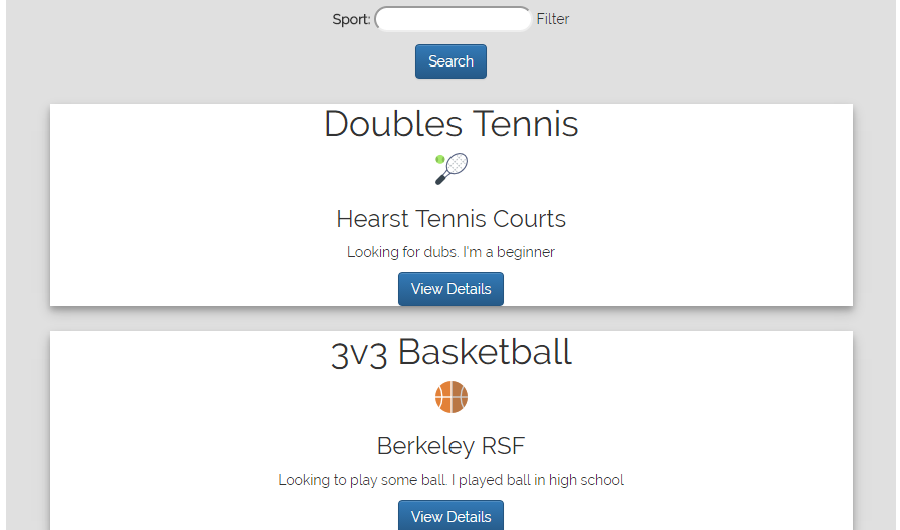 Sport: Filter
Search
Doubles Tennis
Hearst Tennis Courts
Looking for dubs. I'm a beginner
View Details
3v3 Basketball
Berkeley RSF
Looking to play some ball. I played ball in high school
View Details